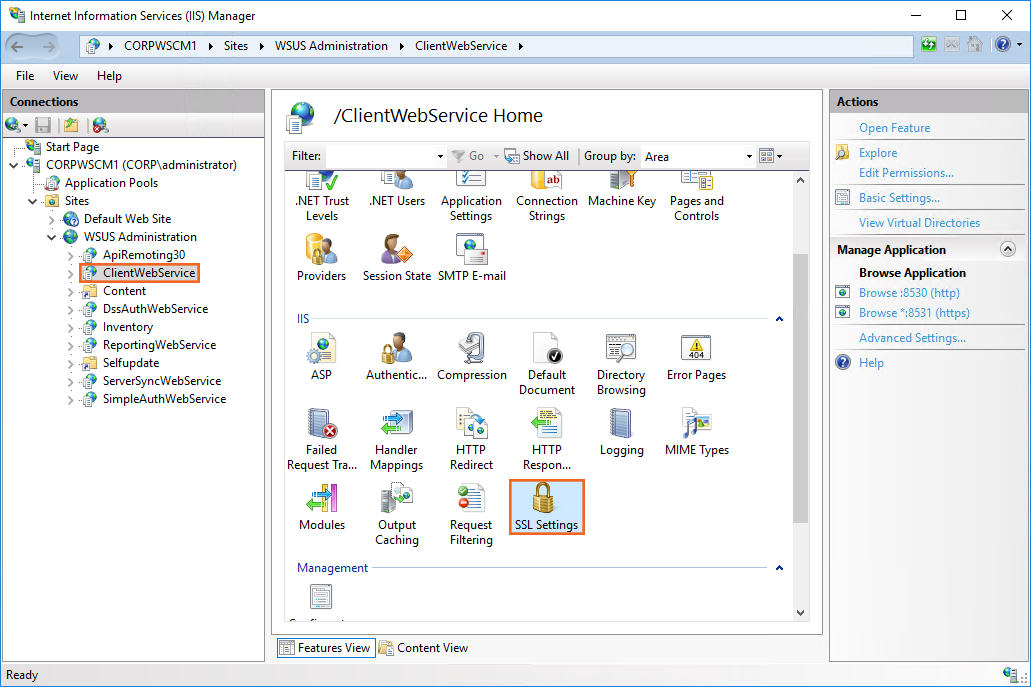 Internet Information Services (IIS) Manager
CORPWSCM1 Sites WSUS Administration ClientWebService
File View Help
Connections
Start Page
CORPWSCM1 (CORP\administrator)
Application Pools
Sites
Default Web Site
WSUS Administration
ApiRemoting30
ClientWebService
Content
DssAuthWebService
Inventory
ReportingWebService
Selfupdate
ServerSyncWebService
SimpleAuthWebService
/ClientWebService Home
Filter: Go Show All Group by: Area
.NET Trust Levels
.NET Users
Application Settings
Connection Strings
Machine Key
Pages and Controls
Providers
Session State
SMTP E-mail
IIS
ASP
Authentic...
Compression
Default Document
Directory Browsing
Error Pages
Failed Request Tra...
Handler Mappings
HTTP Redirect
HTTP Respon...
Logging
MIME Types
Modules
Output Caching
Request Filtering
SSL Settings
Management
Features View Content View
Actions
Open Feature
Explore
Edit Permissions...
Basic Settings...
View Virtual Directories
Manage Application
Browse Application
Browse :8530 (http)
Browse *:8531 (https)
Advanced Settings...
Help
Ready